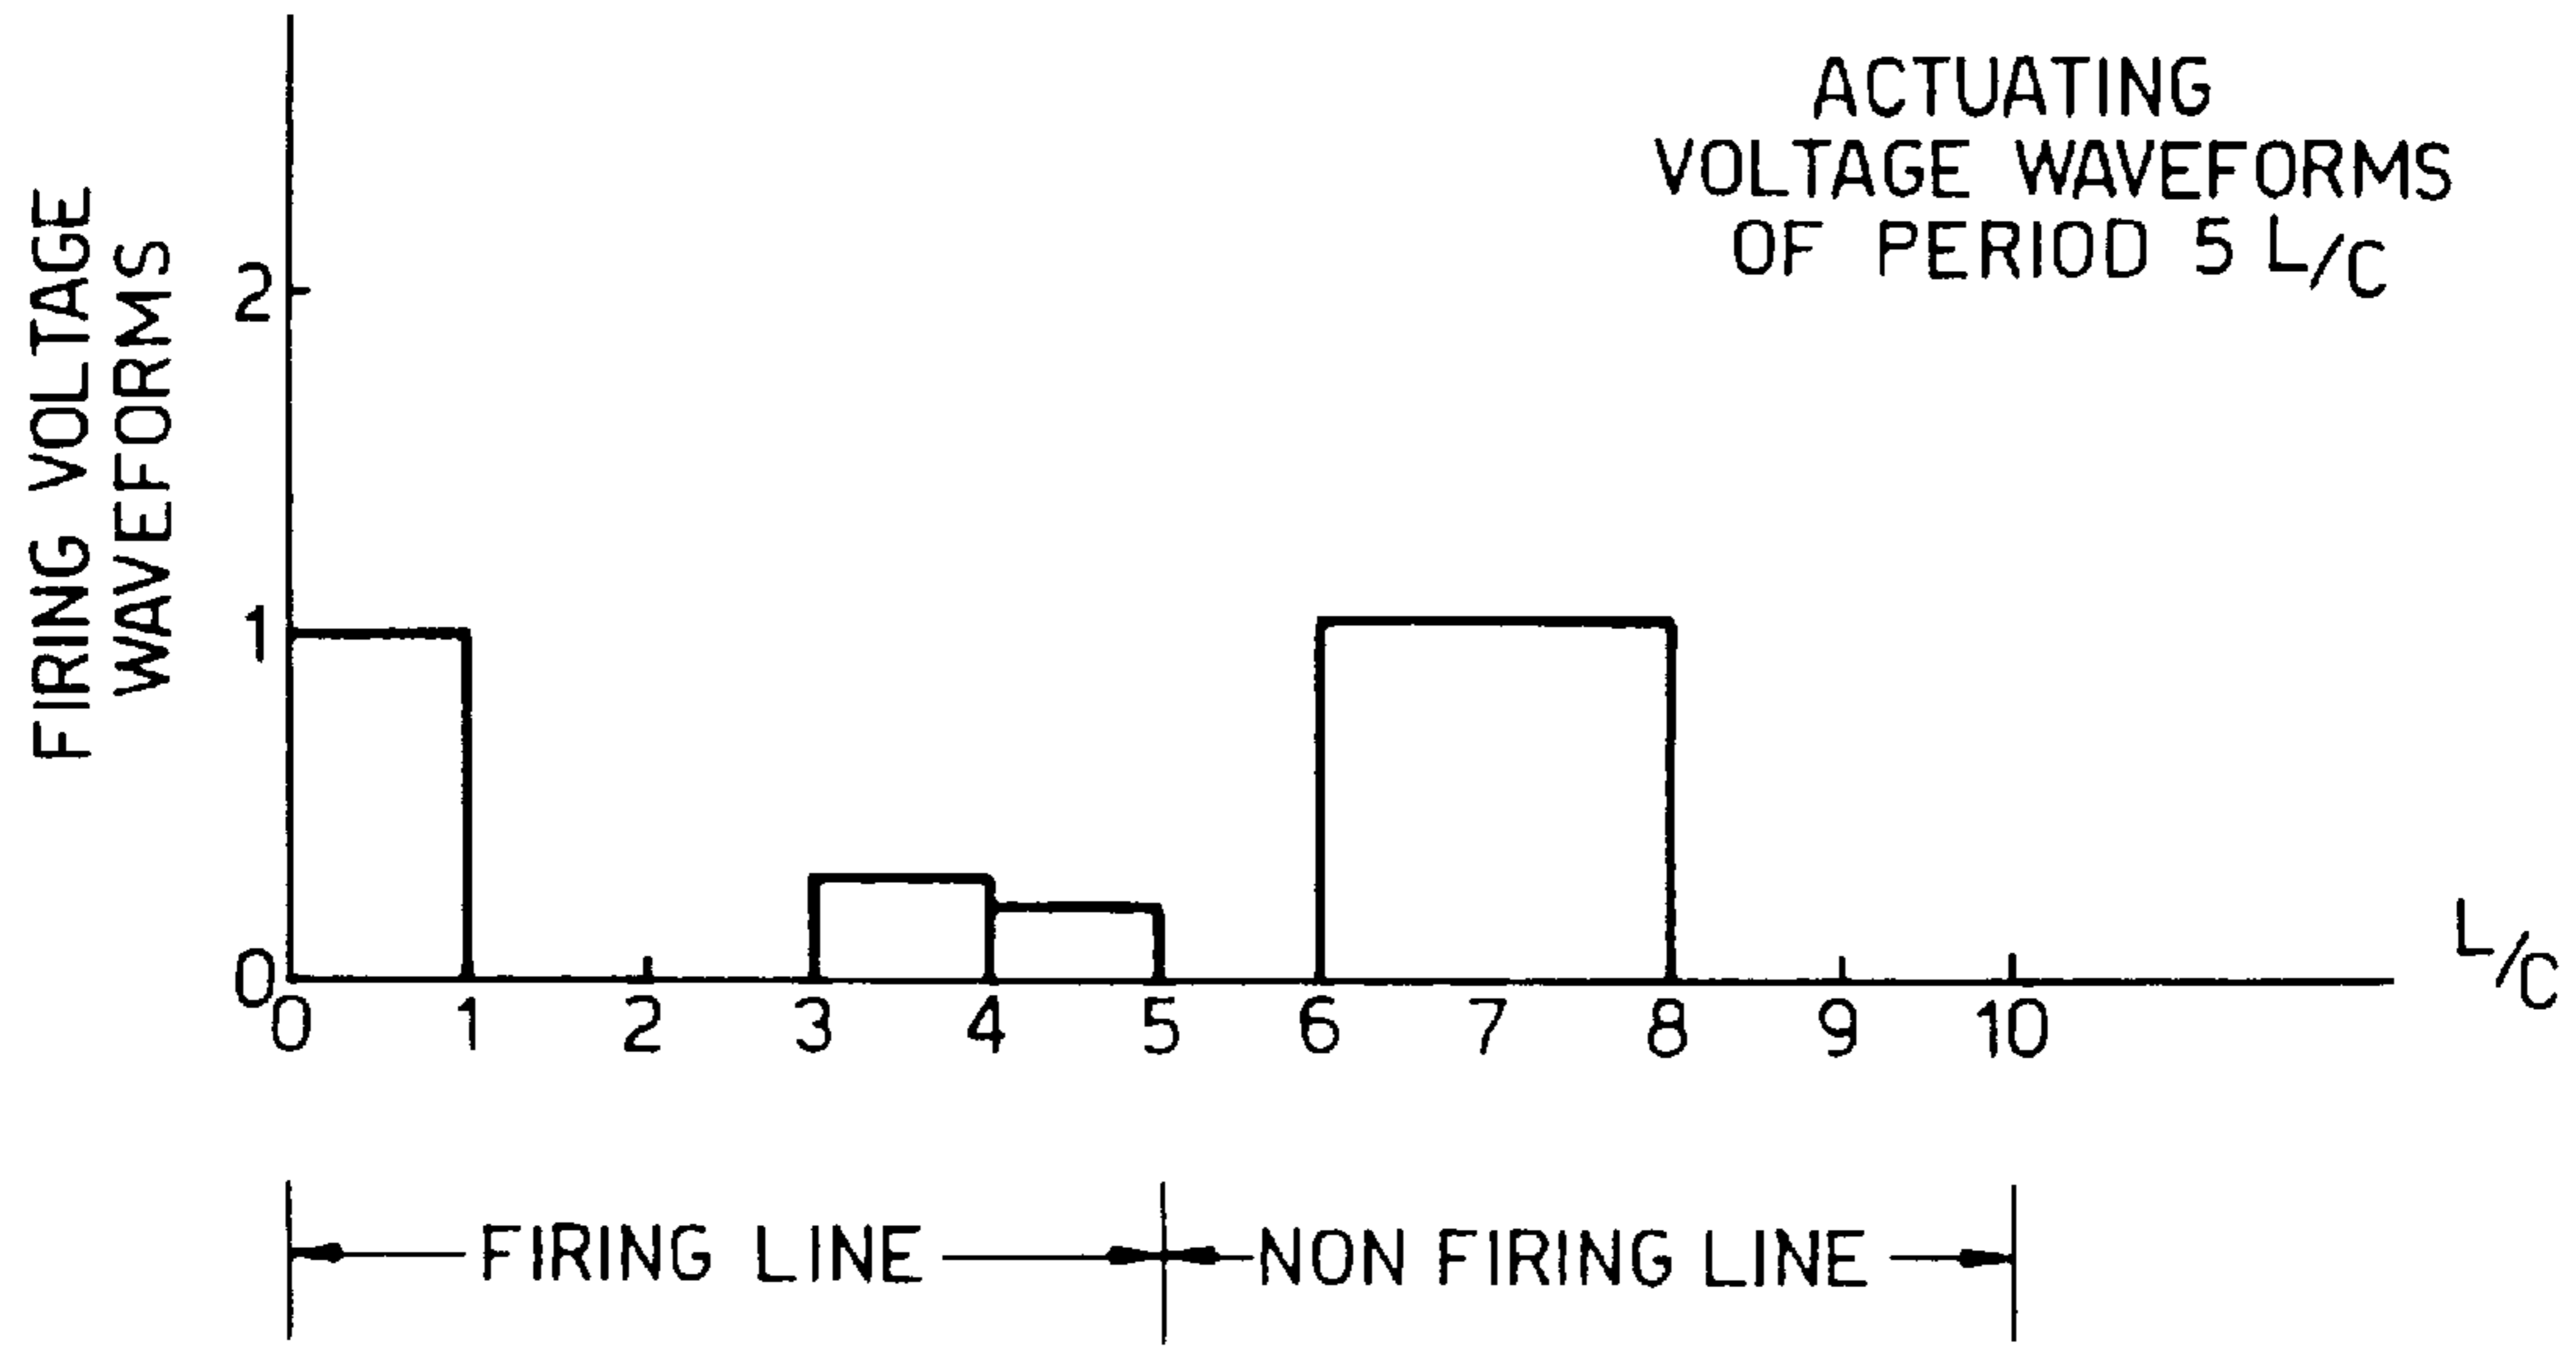 ACTUATING
VOLTAGE WAVEFORMS
OF PERIOD 5 L/C
FIRING VOLTAGE
WAVEFORMS
2
1
0
0 1 2 3 4 5 6 7 8 9 10
L/C
FIRING LINE
NON FIRING LINE